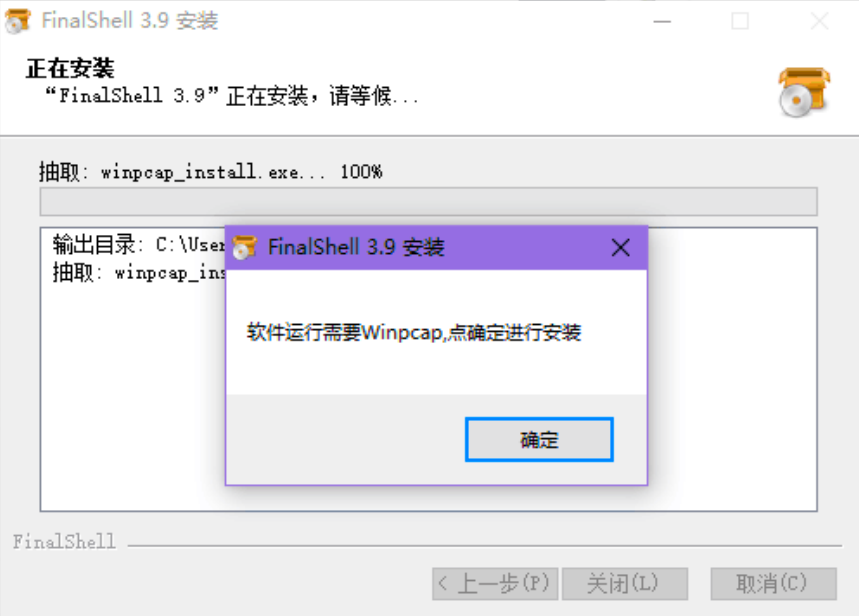 FinalShell 3.9 安装
正在安装
“FinalShell 3.9”正在安装，请等候...
抽取: winpcap_install.exe... 100%
输出目录: C:\User
抽取: winpcap_ins
FinalShell 3.9 安装
软件运行需要Winpcap,点确定进行安装
确定
FinalShell
< 上一步(P)
关闭(L)
取消(C)